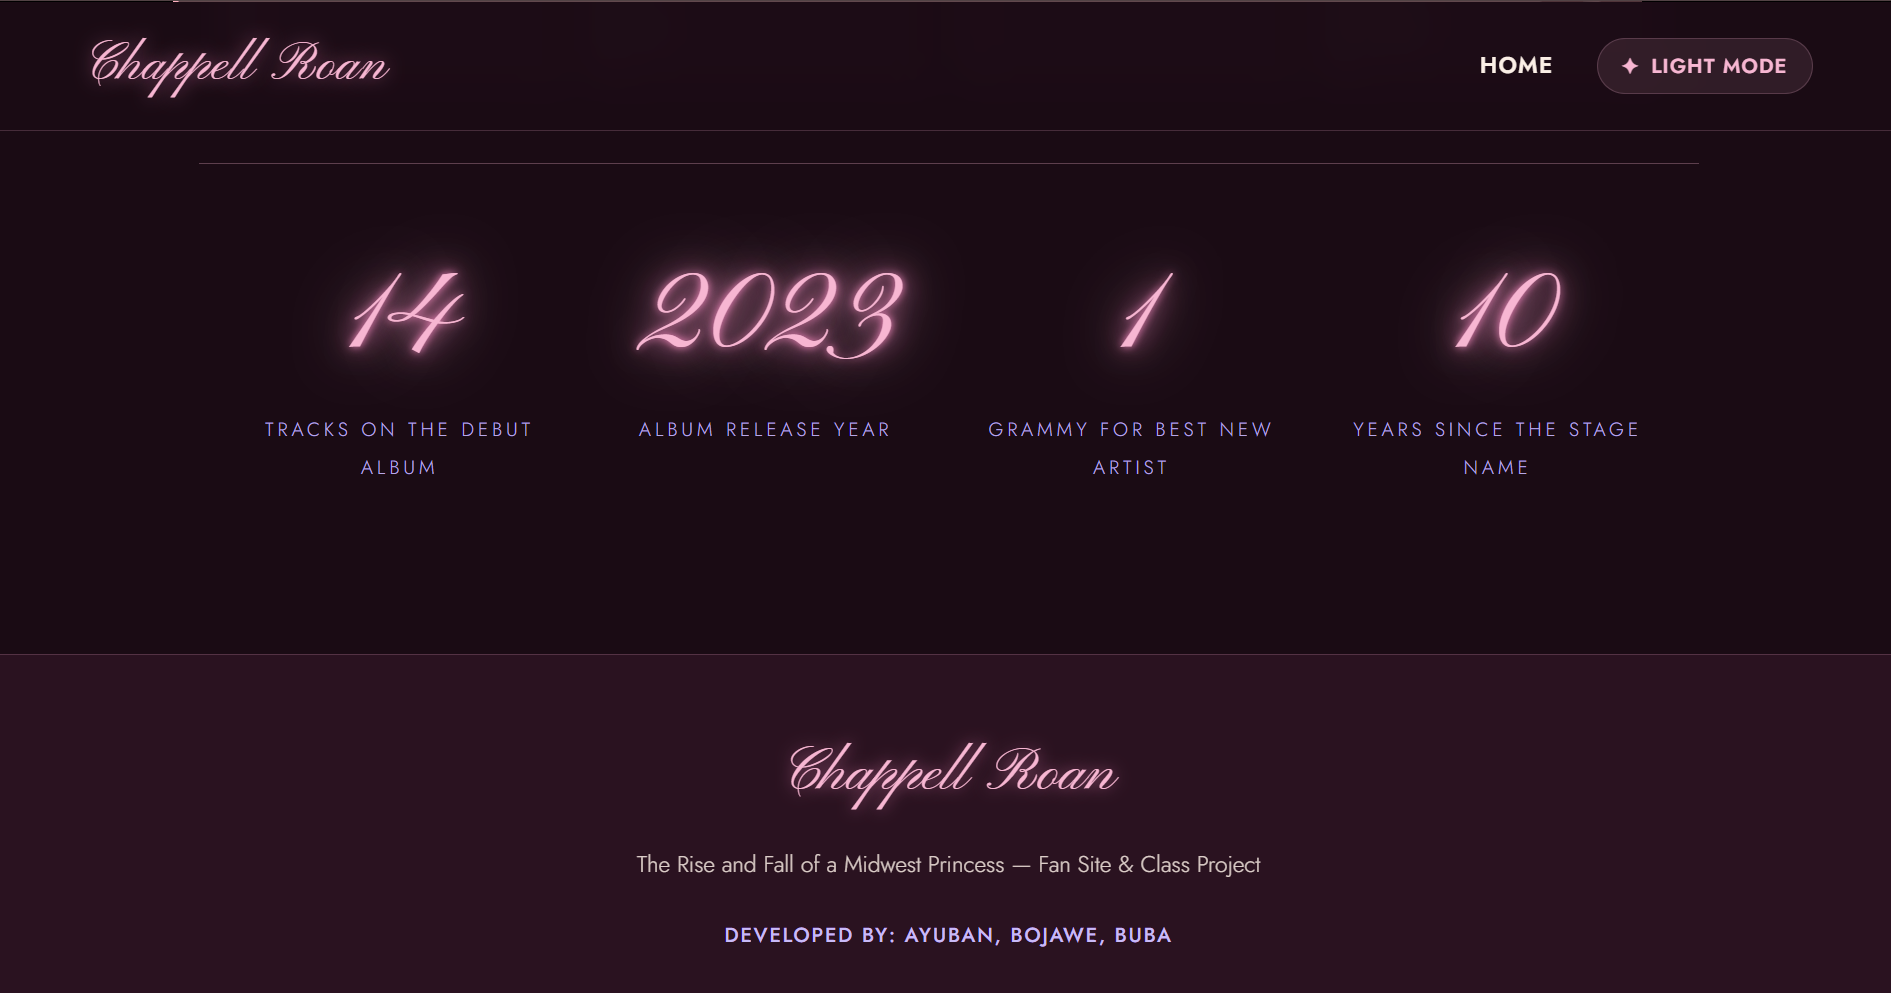 Chappell Roan
HOME
✦ LIGHT MODE
14
2023
1
10
TRACKS ON THE DEBUT
ALBUM
ALBUM RELEASE YEAR
GRAMMY FOR BEST NEW
ARTIST
YEARS SINCE THE STAGE
NAME
Chappell Roan
The Rise and Fall of a Midwest Princess — Fan Site & Class Project
DEVELOPED BY: AYUBAN, BOJAWE, BUBA